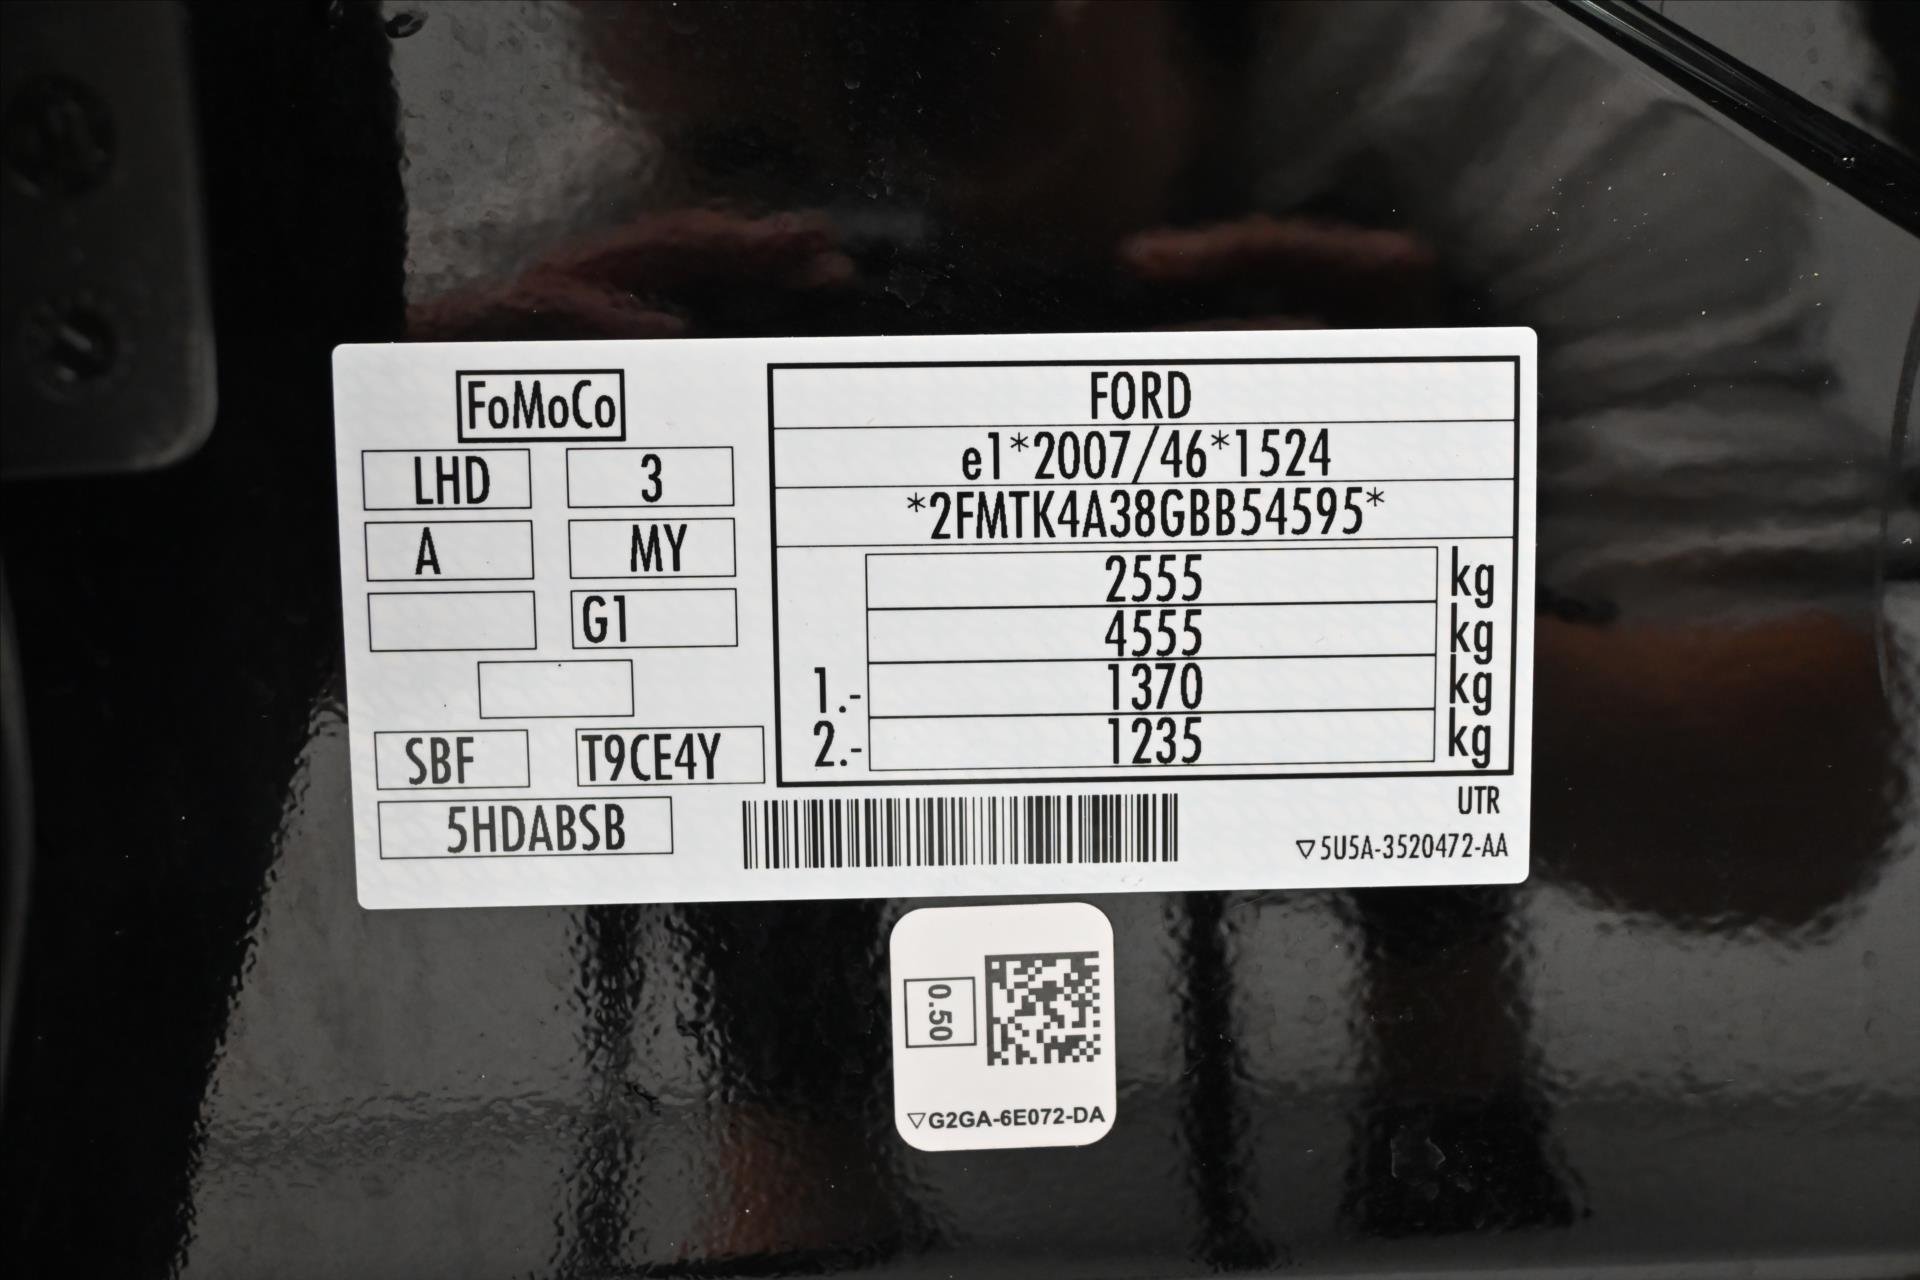 FoMoCo
LHD 3
A MY
G1
SBF T9CE4Y
5HDABSB
FORD
e1*2007/46*1524
*2FMTK4A38GBB54595*
2555 kg
4555 kg
1.- 1370 kg
2.- 1235 kg
UTR
▽5U5A-3520472-AA
0.50
▽G2GA-6E072-DA